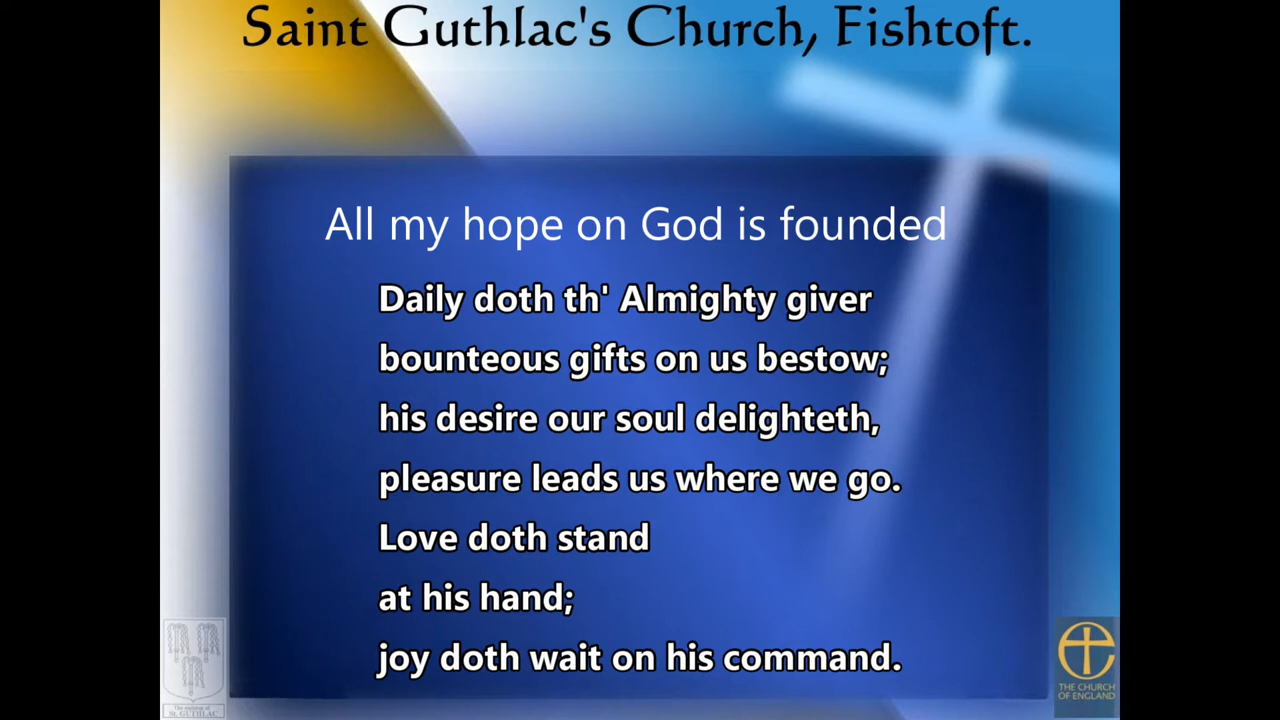 Saint Guthlac's Church, Fishtoft.
All my hope on God is founded
Daily doth th' Almighty giver
bounteous gifts on us bestow;
his desire our soul delighteth,
pleasure leads us where we go.
Love doth stand
at his hand;
joy doth wait on his command.
St. GUTHLAC
THE CHURCH
OF ENGLAND